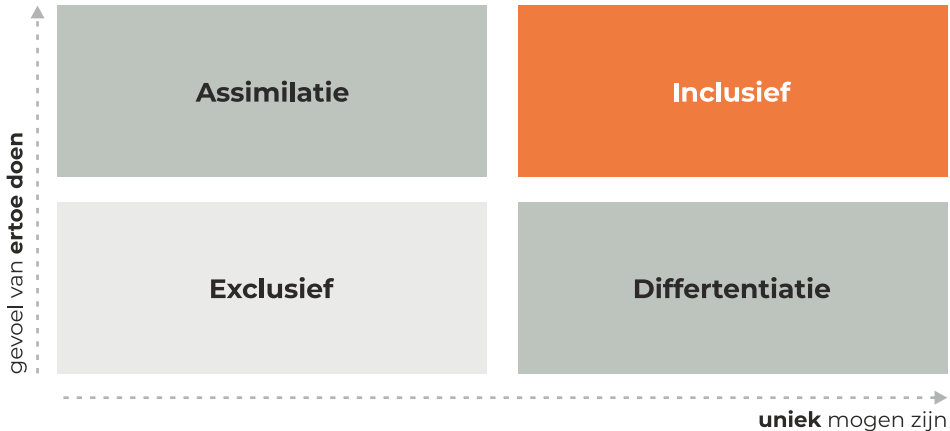 Assimilatie
Inclusief
gevoel van ertoe doen
Exclusief
Differtentiatie
uniek mogen zijn